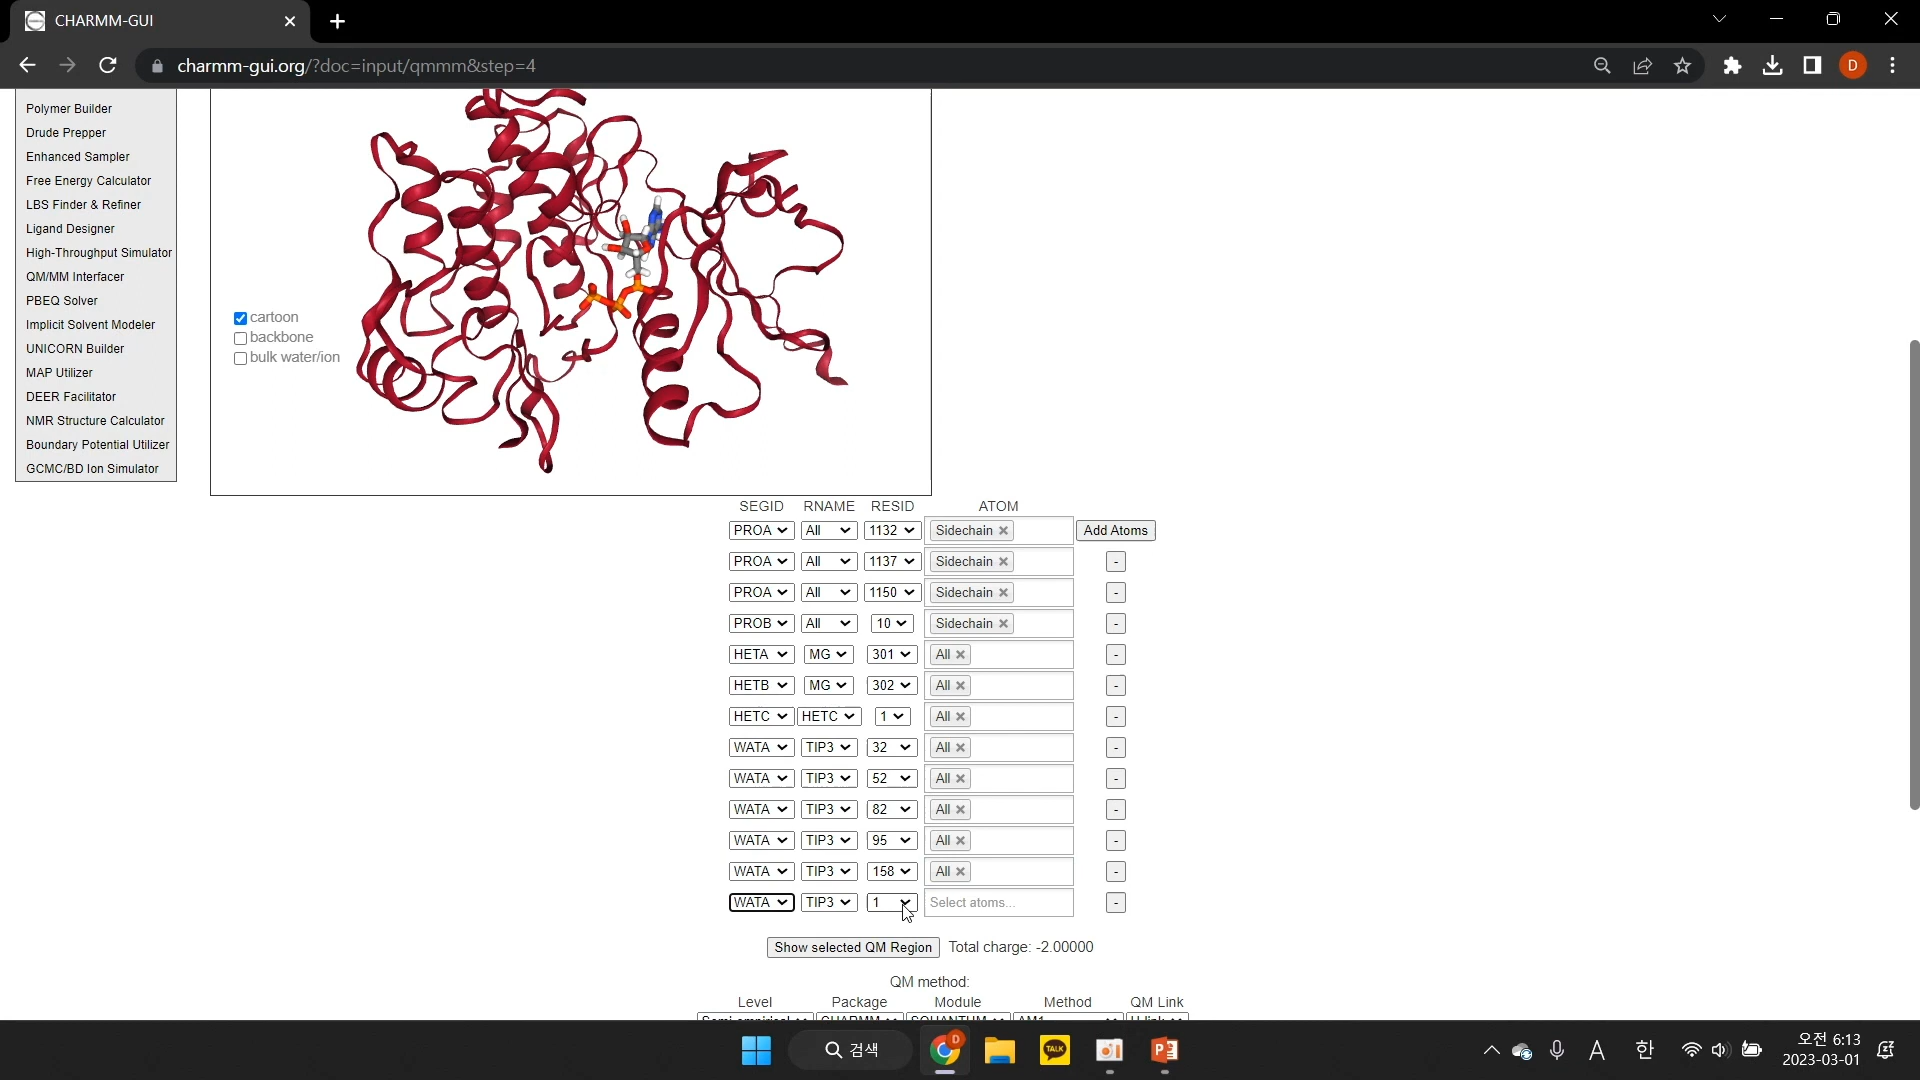 CHARMM-GUI
charmm-gui.org/?doc=input/qmmm&step=4
D
Polymer Builder
Drude Prepper
Enhanced Sampler
Free Energy Calculator
LBS Finder & Refiner
Ligand Designer
High-Throughput Simulator
QM/MM Interfacer
PBEQ Solver
Implicit Solvent Modeler
UNICORN Builder
MAP Utilizer
DEER Facilitator
NMR Structure Calculator
Boundary Potential Utilizer
GCMC/BD Ion Simulator
cartoon
backbone
bulk water/ion
SEGID RNAME RESID ATOM
PROA All 1132 Sidechain Add Atoms
PROA All 1137 Sidechain -
PROA All 1150 Sidechain -
PROB All 10 Sidechain -
HETA MG 301 All -
HETB MG 302 All -
HETC HETC 1 All -
WATA TIP3 32 All -
WATA TIP3 52 All -
WATA TIP3 82 All -
WATA TIP3 95 All -
WATA TIP3 158 All -
WATA TIP3 1 Select atoms... -
Show selected QM Region Total charge: -2.00000
QM method:
Level Package Module Method QM Link
Semi-empirical CHARMM SQUANTUM AM1 H-link
검색
D
TALK
A 한
오전 6:13
2023-03-01